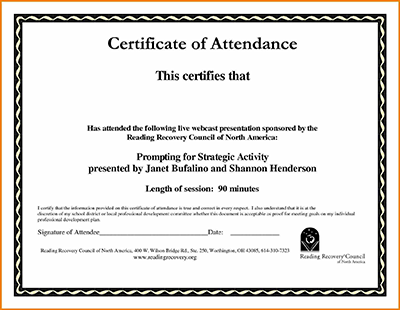 Certificate of Attendance
This certifies that
Has attended the following live webcast presentation sponsored by the
Reading Recovery Council of North America:
Prompting for Strategic Activity
presented by Janet Bufalino and Shannon Henderson
Length of session: 90 minutes
I certify that the information provided on this certificate of attendance is true and correct in every respect. I also understand that it is at the
discretion of my school district or local professional development committee whether this document is acceptable as proof for meeting goals on my individual
professional development plan
Signature of Attendee____________________________Date: ____________
Reading Recovery Council of North America, 400 W. Wilson Bridge Rd., Ste. 250, Worthington, OH 43085, 614-310-7323
www.readingrecovery.org
Reading Recovery® Council
of North America